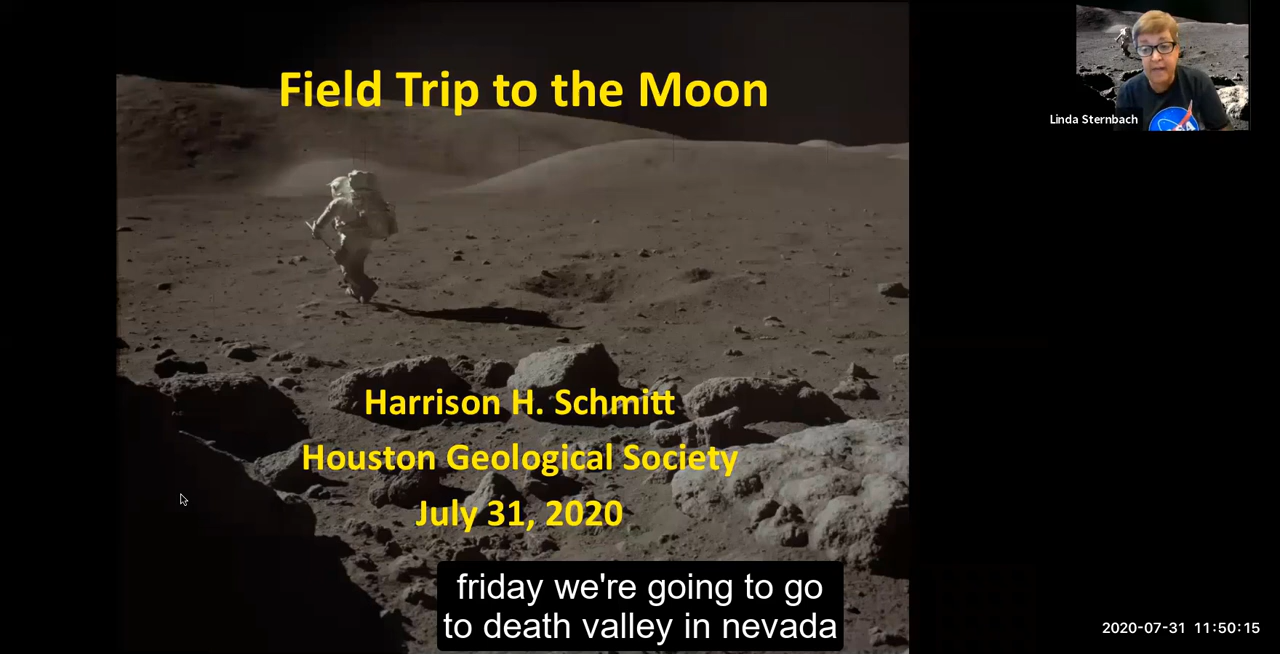 Field Trip to the Moon
Linda Sternbach
Harrison H. Schmitt
Houston Geological Society
July 31, 2020
friday we're going to go
to death valley in nevada
2020-07-31 11:50:15